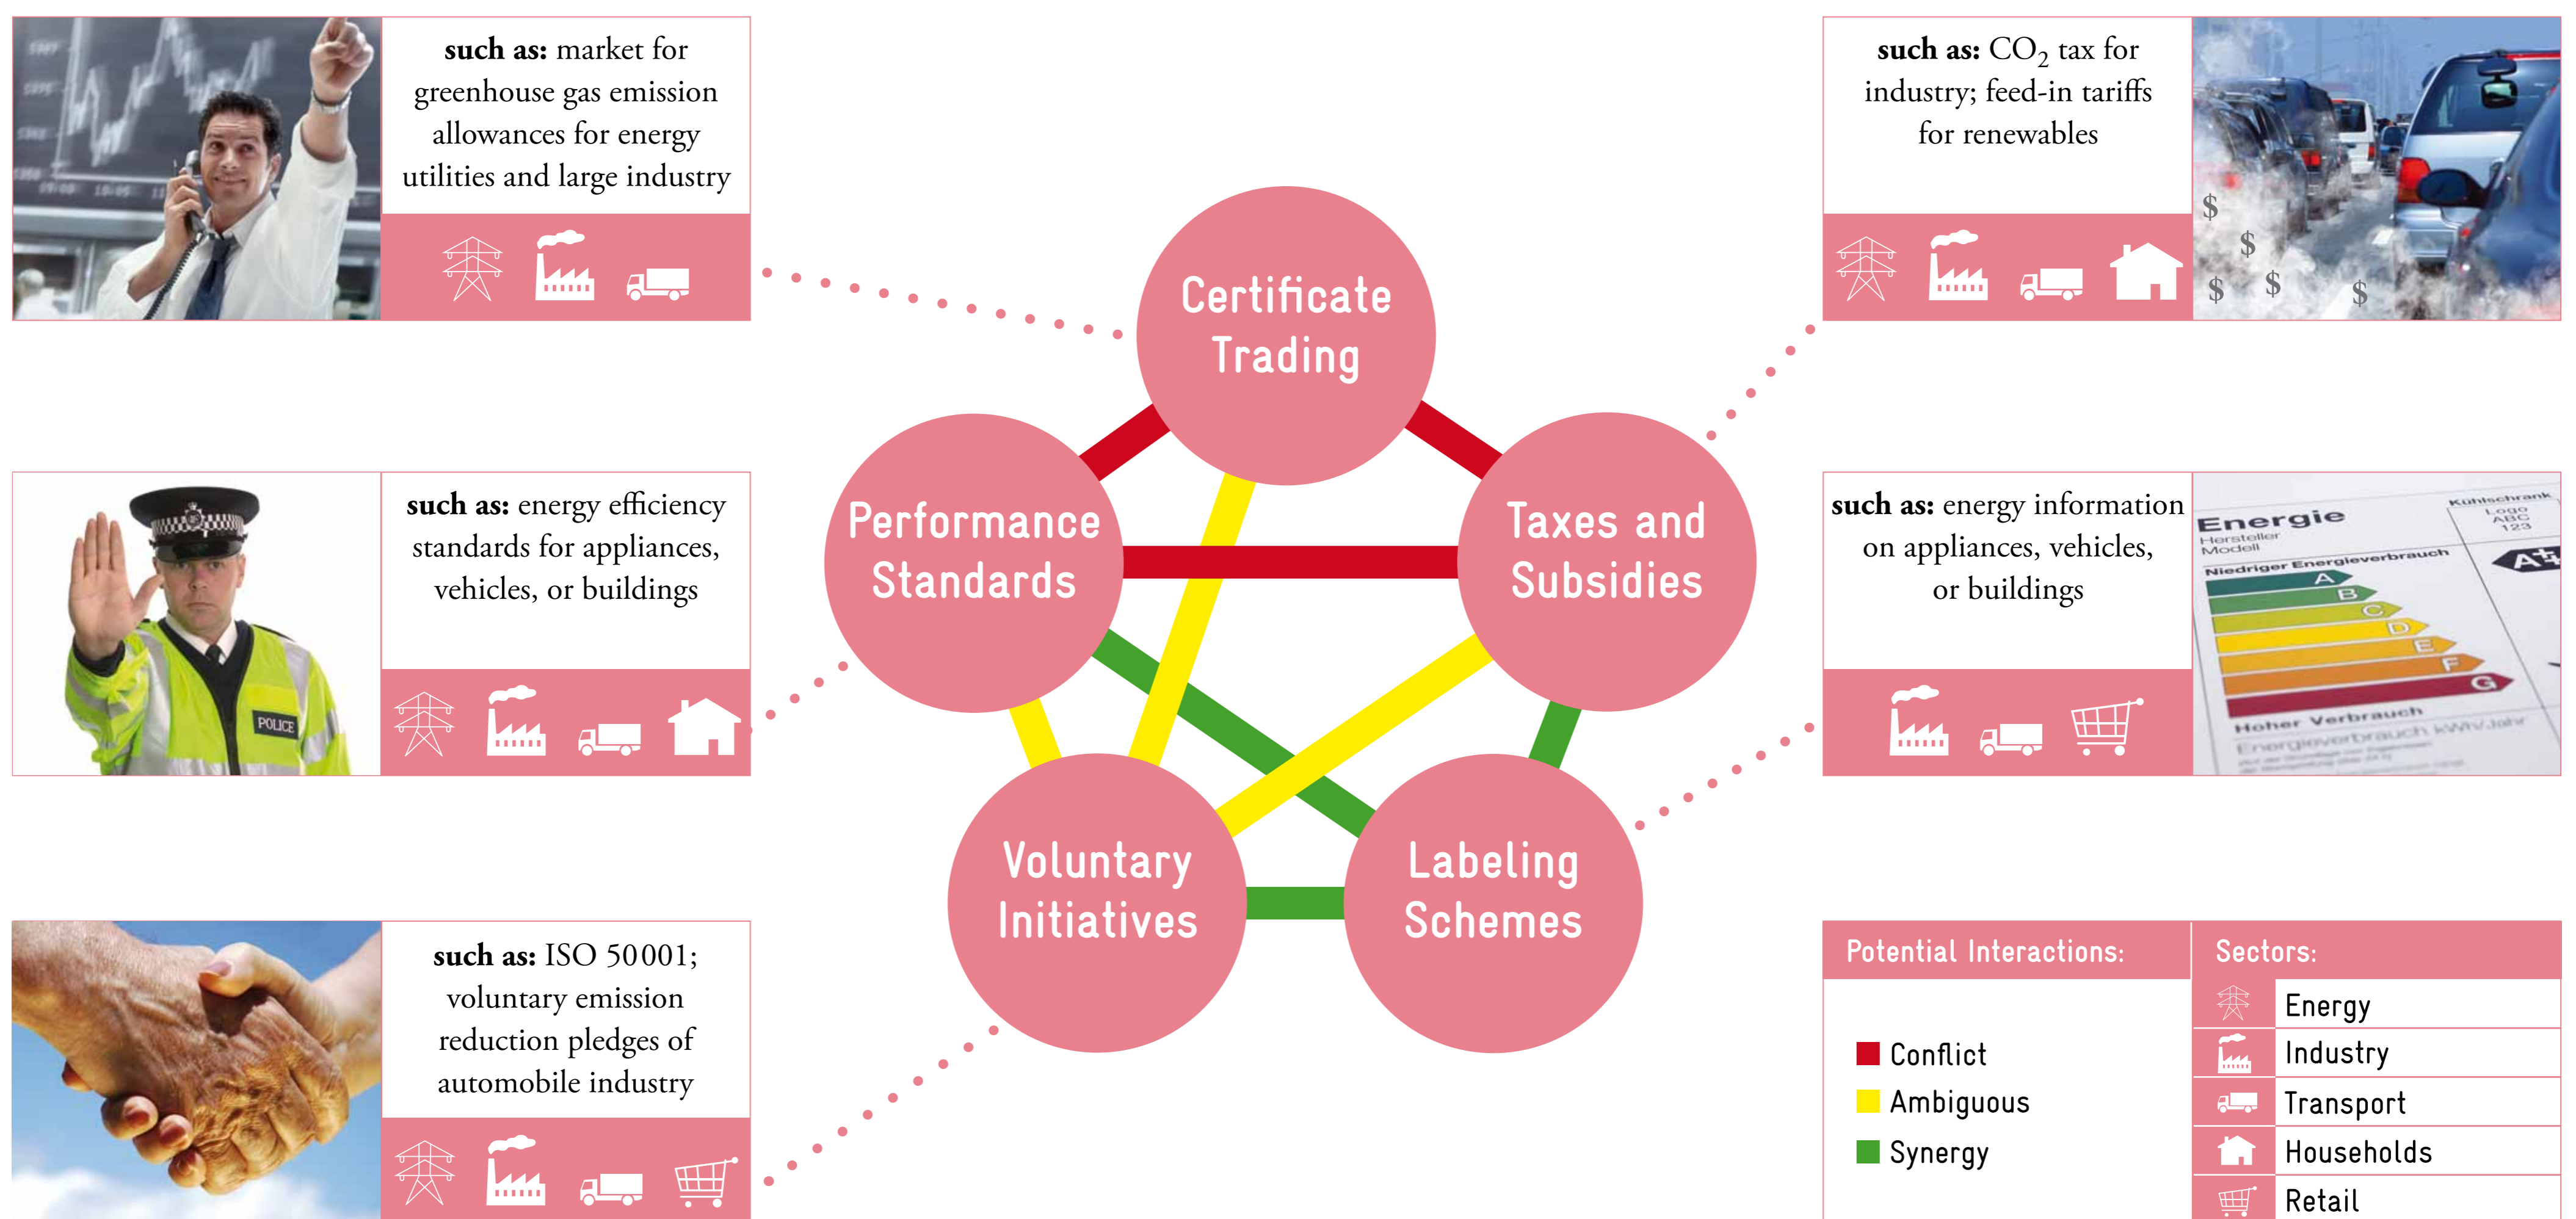 such as: market for
greenhouse gas emission
allowances for energy
utilities and large industry
such as: CO₂ tax for
industry; feed-in tariffs
for renewables
$
$
$
$
$
Certificate
Trading
such as: energy efficiency
standards for appliances,
vehicles, or buildings
POLICE
Performance
Standards
Taxes and
Subsidies
such as: energy information
on appliances, vehicles,
or buildings
Energie
Hersteller
Modell
Kühlschrank
Logo
ABC
123
Niedriger Energieverbrauch
A
B
C
D
E
F
G
Hoher Verbrauch
Energieverbrauch kWh/Jahr
such as: ISO 50001;
voluntary emission
reduction pledges of
automobile industry
Voluntary
Initiatives
Labeling
Schemes
Potential Interactions:
Conflict
Ambiguous
Synergy
Sectors:
Energy
Industry
Transport
Households
Retail